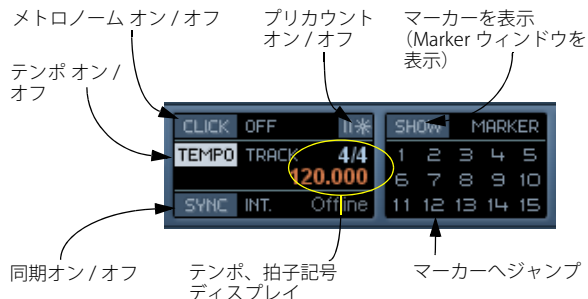 メトロノーム オン / オフ
プリカウント
オン / オフ
マーカーを表示
（Marker ウィンドウを
表示）
テンポ オン /
オフ
CLICK OFF
SHOW MARKER
TEMPO TRACK 4/4
120.000
1 2 3 4 5
6 7 8 9 10
SYNC INT. Offline
11 12 13 14 15
同期オン / オフ
テンポ、拍子記号
ディスプレイ
マーカーへジャンプ